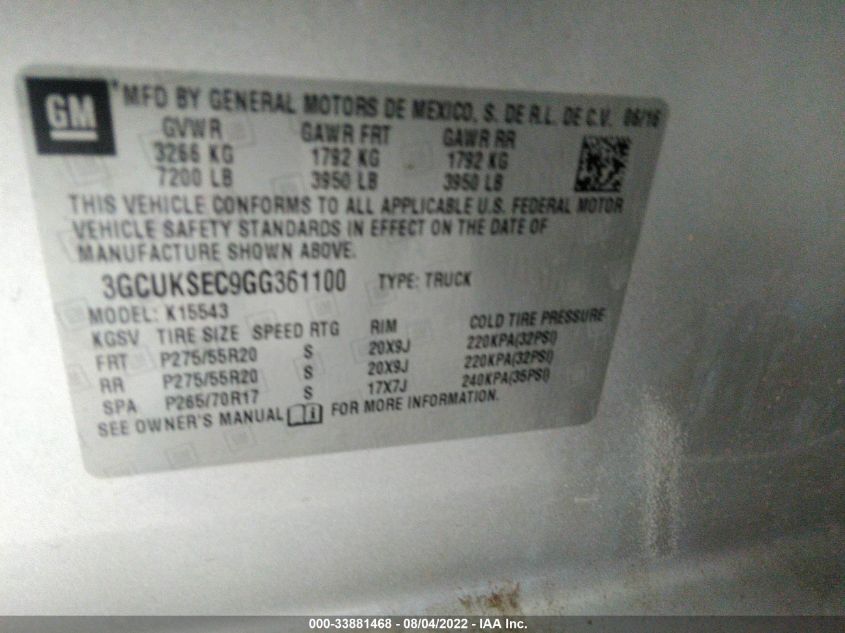 GM
*MFD BY GENERAL MOTORS DE MEXICO, S. DE R.L. DE C.V. 06/16
GVWR GAWR FRT GAWR RR
3266 KG 1792 KG 1792 KG
7200 LB 3950 LB 3950 LB
THIS VEHICLE CONFORMS TO ALL APPLICABLE U.S. FEDERAL MOTOR
VEHICLE SAFETY STANDARDS IN EFFECT ON THE DATE OF
MANUFACTURE SHOWN ABOVE.
3GCUKSEC9GG361100 TYPE: TRUCK
MODEL: K15543
KGSV TIRE SIZE SPEED RTG RIM COLD TIRE PRESSURE
FRT P275/55R20 S 20X9J 220KPA(32PSI)
RR P275/55R20 S 20X9J 220KPA(32PSI)
SPA P265/70R17 S 17X7J 240KPA(35PSI)
SEE OWNER'S MANUAL i FOR MORE INFORMATION.
000-33881468 - 08/04/2022 - IAA Inc.